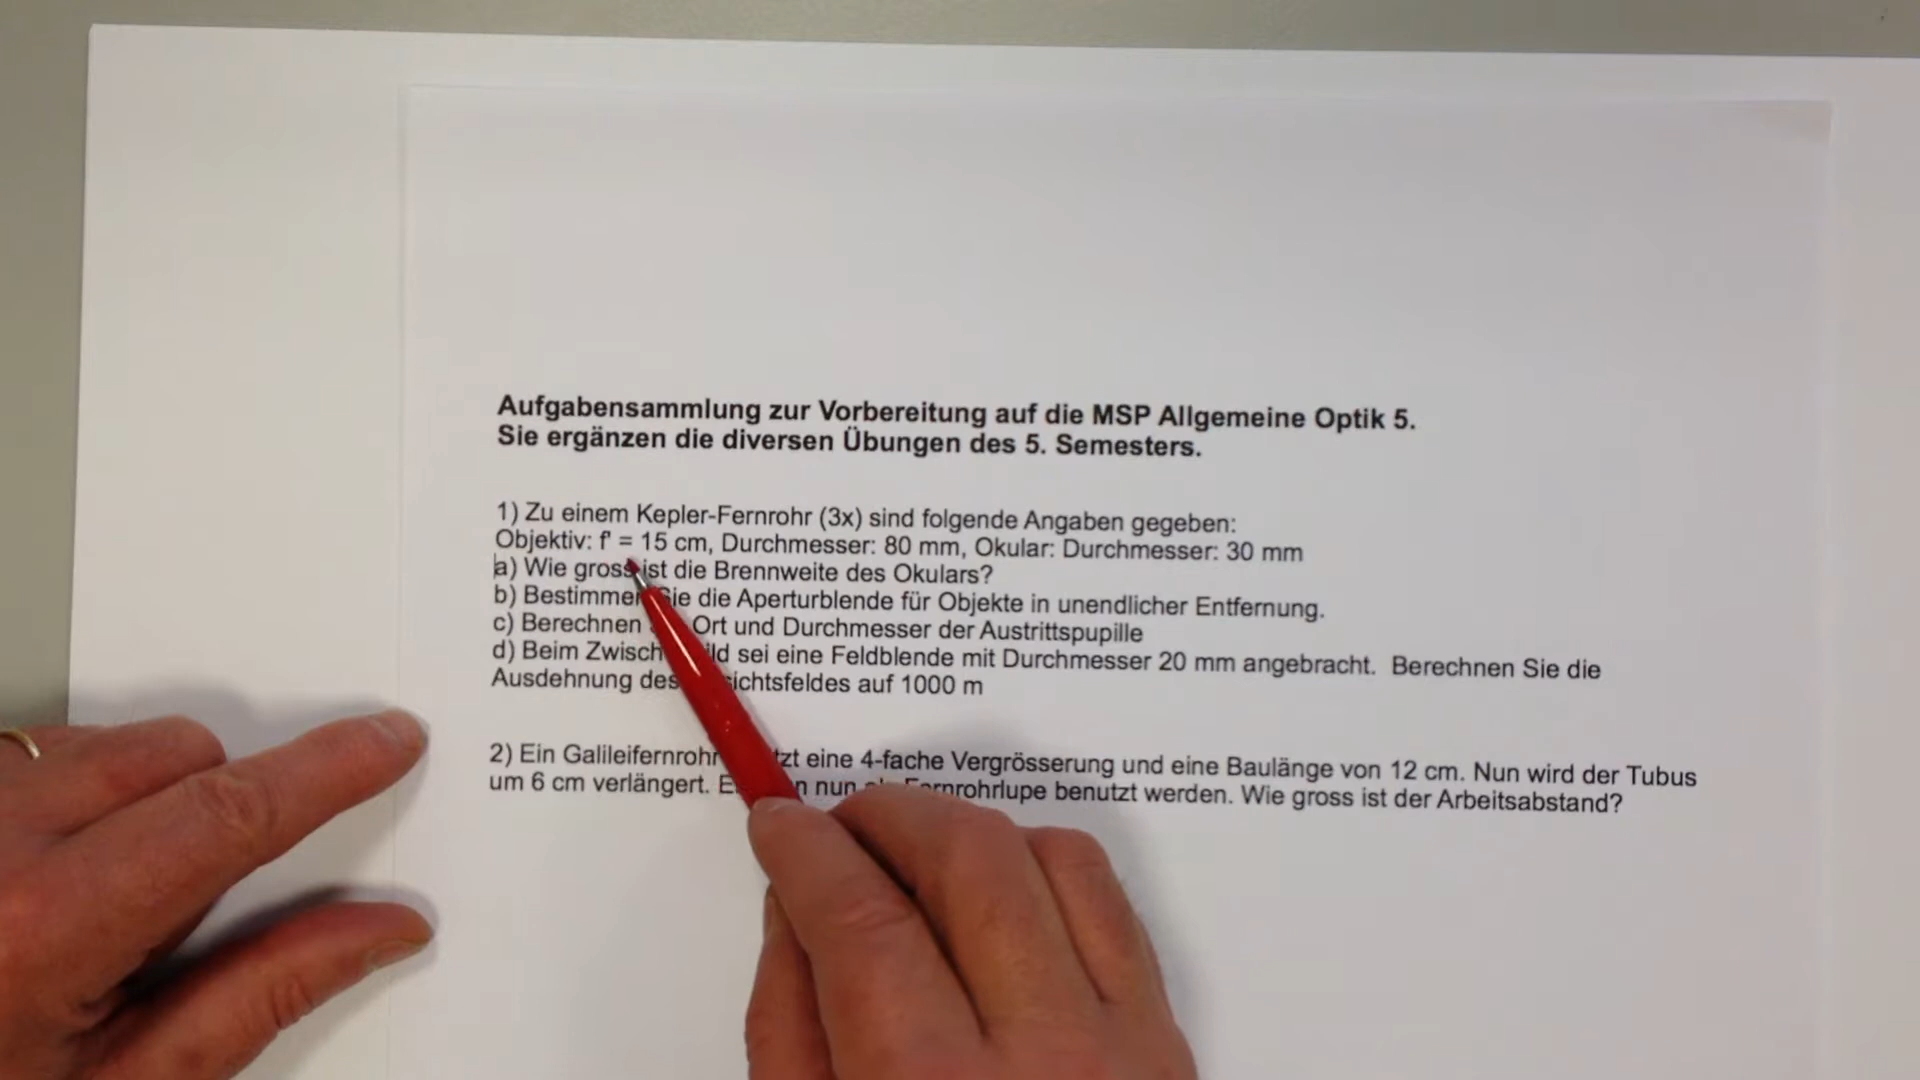 Aufgabensammlung zur Vorbereitung auf die MSP Allgemeine Optik 5.
Sie ergänzen die diversen Übungen des 5. Semesters.
1) Zu einem Kepler-Fernrohr (3x) sind folgende Angaben gegeben:
Objektiv: f' = 15 cm, Durchmesser: 80 mm, Okular: Durchmesser: 30 mm
a) Wie gross ist die Brennweite des Okulars?
b) Bestimmen Sie die Aperturblende für Objekte in unendlicher Entfernung.
c) Berechnen Ort und Durchmesser der Austrittspupille
d) Beim sei eine Feldblende mit Durchmesser 20 mm angebracht. Berechnen Sie die
Ausdehnung des auf 1000 m
2) Ein Galileifernrohr eine 4-fache Vergrösserung und eine Baulänge von 12 cm. Nun wird der Tubus
um 6 cm verlängert. nun Fernrohrlupe benutzt werden. Wie gross ist der Arbeitsabstand?